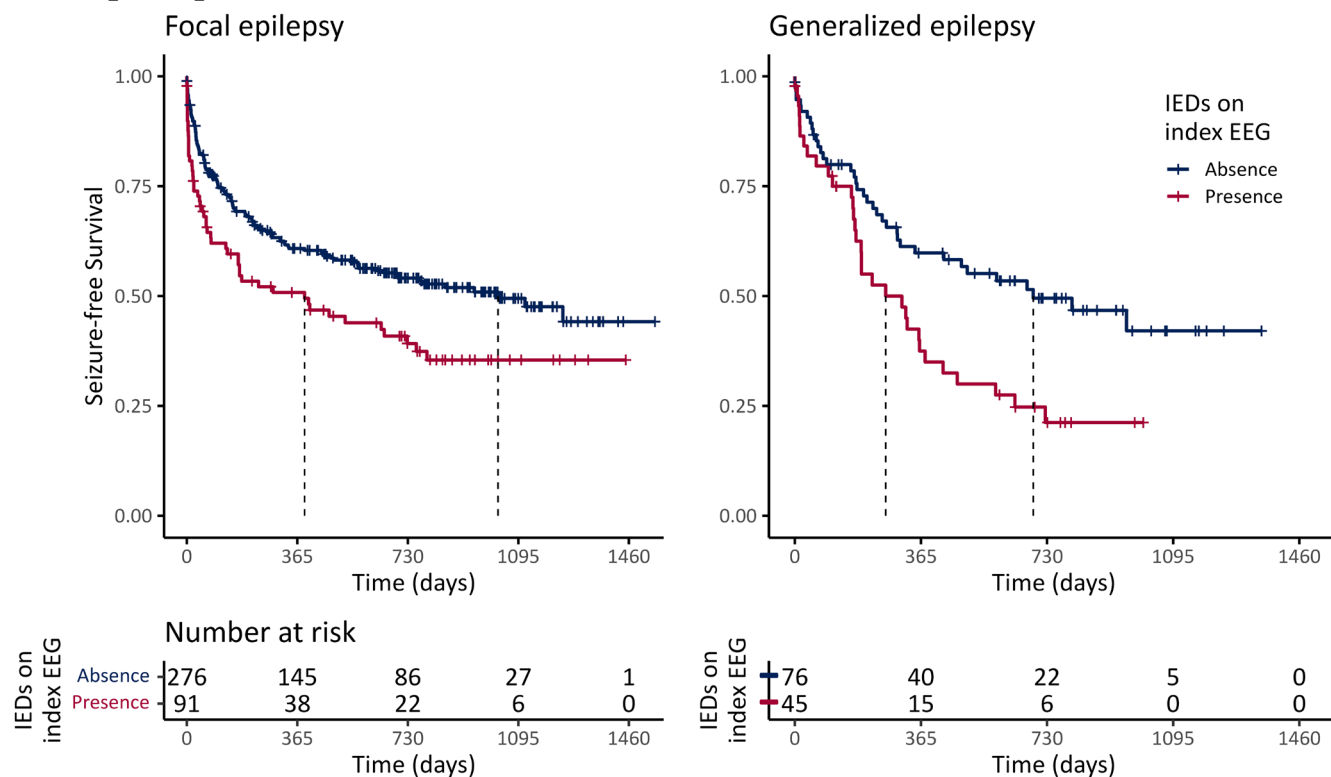 Focal epilepsy
Seizure-free Survival
1.00
0.75
0.50
0.25
0.00
0 365 730 1095 1460
Time (days)
Generalized epilepsy
IEDs on
index EEG
Absence
Presence
1.00
0.75
0.50
0.25
0.00
0 365 730 1095 1460
Time (days)
Number at risk
IEDs on
index EEG
Absence 276 145 86 27 1
Presence 91 38 22 6 0
0 365 730 1095 1460
Time (days)
IEDs on
index EEG
76 40 22 5 0
45 15 6 0 0
0 365 730 1095 1460
Time (days)